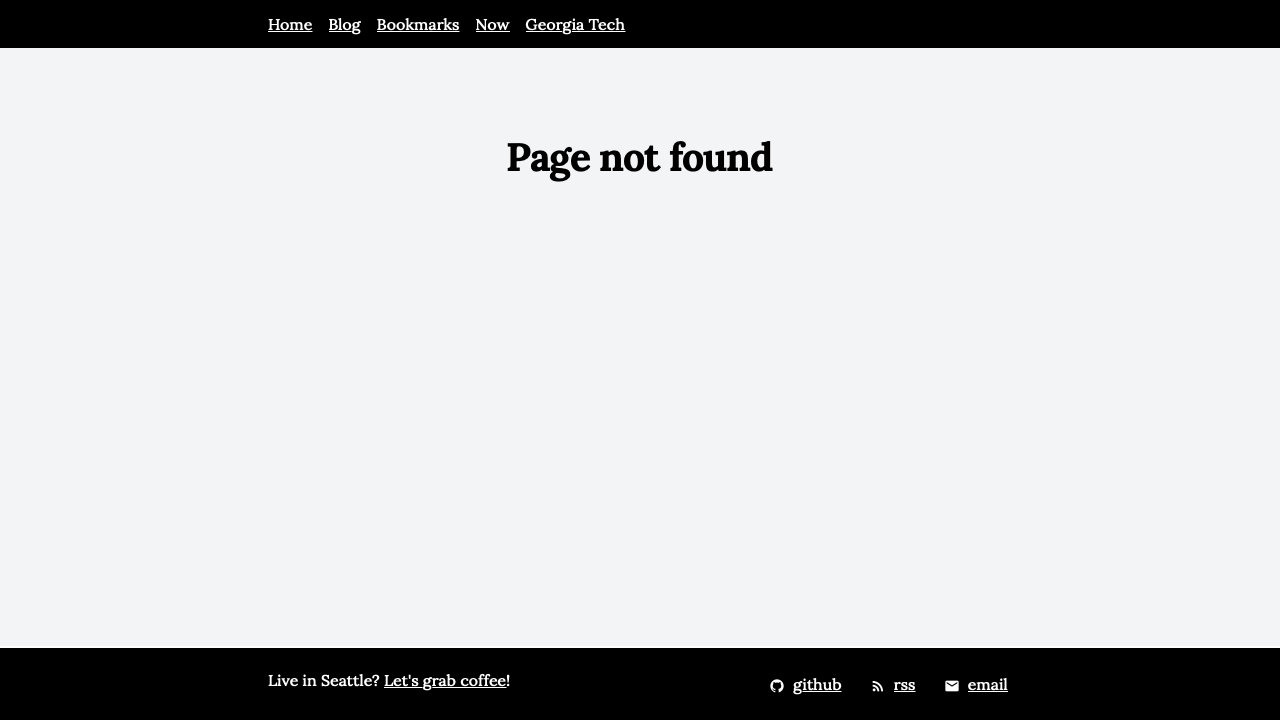 Home Blog Bookmarks Now Georgia Tech
Page not found
Live in Seattle? Let's grab coffee!
github rss email